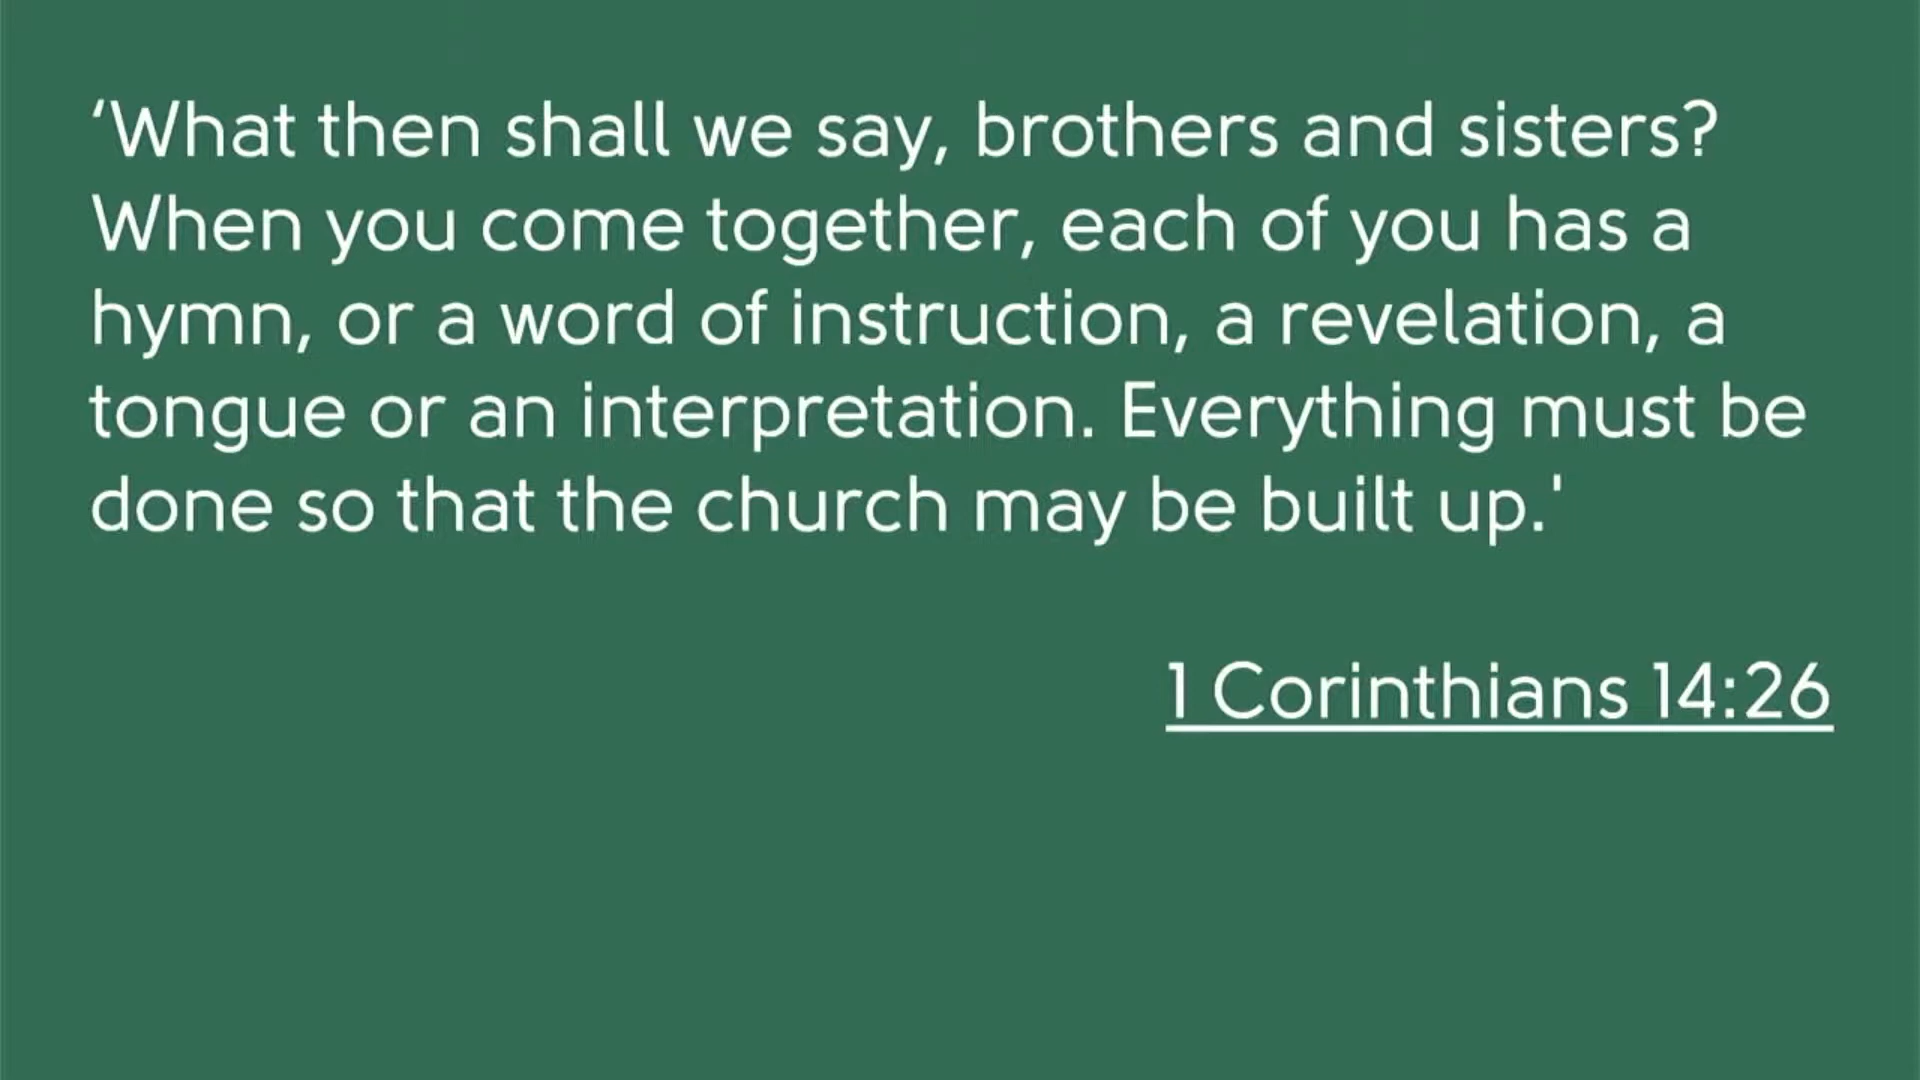 ‘What then shall we say, brothers and sisters?
When you come together, each of you has a
hymn, or a word of instruction, a revelation, a
tongue or an interpretation. Everything must be
done so that the church may be built up.'
1 Corinthians 14:26